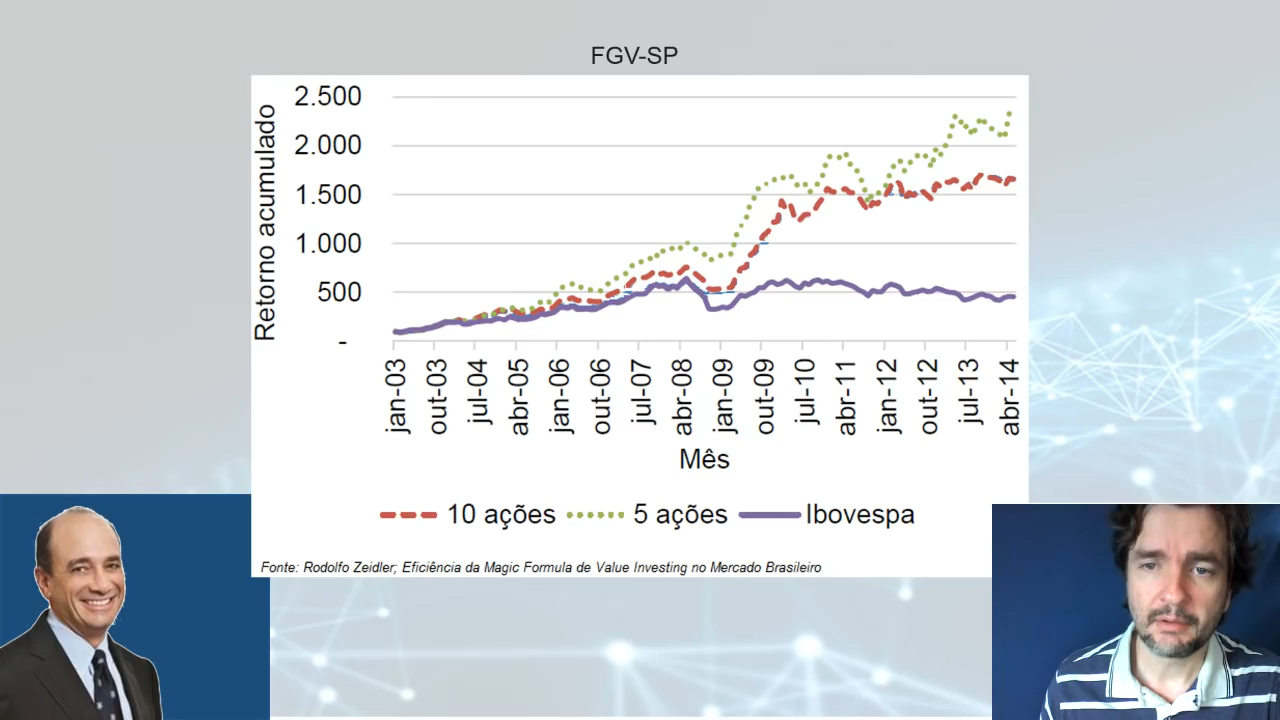 FGV-SP
Retorno acumulado
2.500
2.000
1.500
1.000
500
-
jan-03
out-03
jul-04
abr-05
jan-06
out-06
jul-07
abr-08
jan-09
out-09
jul-10
abr-11
jan-12
out-12
jul-13
abr-14
Mês
10 ações 5 ações Ibovespa
Fonte: Rodolfo Zeidler; Eficiência da Magic Formula de Value Investing no Mercado Brasileiro